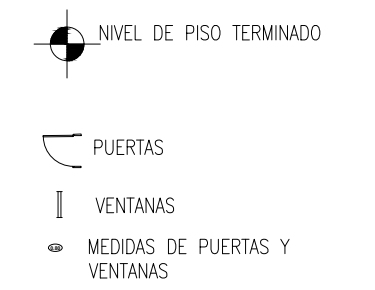 NIVEL DE PISO TERMINADO
PUERTAS
VENTANAS
MEDIDAS DE PUERTAS Y
VENTANAS